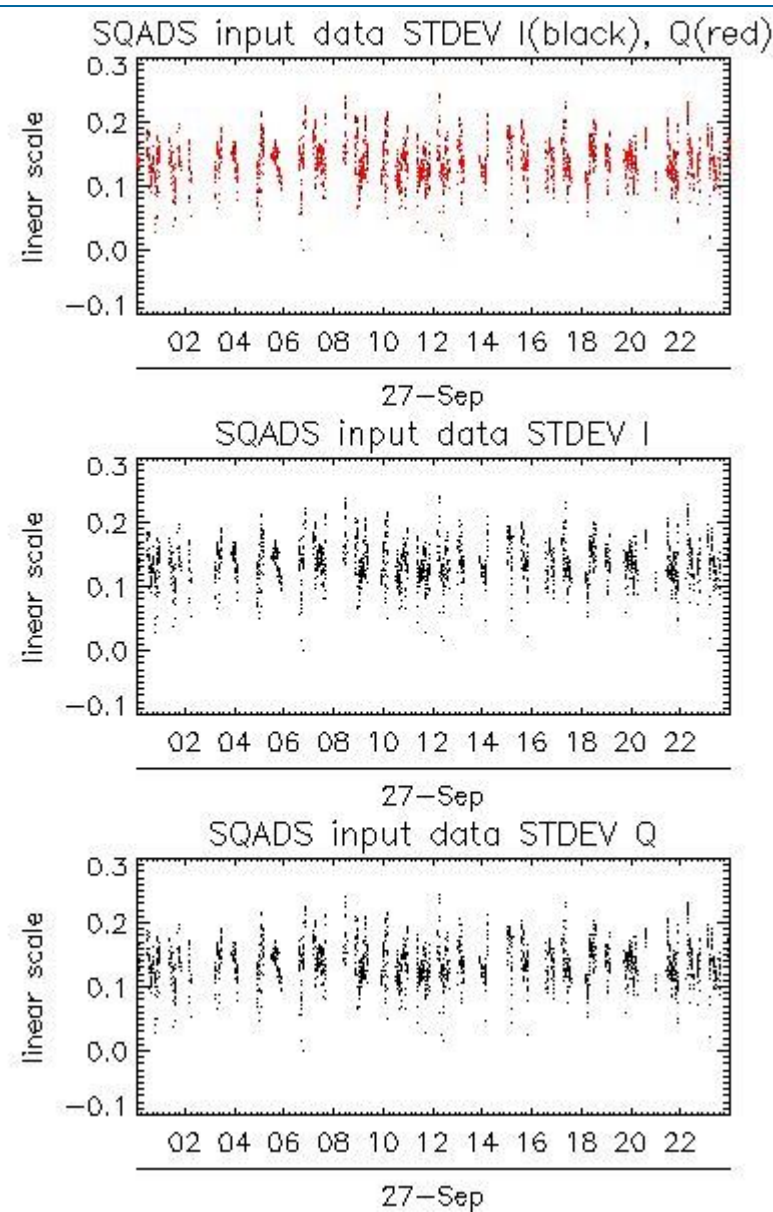 SQADS input data STDEV I(black), Q(red)
0.3
0.2
0.1
0.0
-0.1
linear scale
02 04 06 08 10 12 14 16 18 20 22
27-Sep
SQADS input data STDEV I
0.3
0.2
0.1
0.0
-0.1
linear scale
02 04 06 08 10 12 14 16 18 20 22
27-Sep
SQADS input data STDEV Q
0.3
0.2
0.1
0.0
-0.1
linear scale
02 04 06 08 10 12 14 16 18 20 22
27-Sep